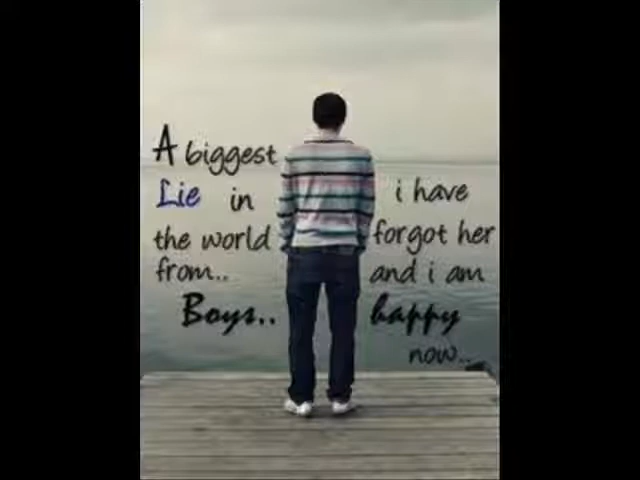 A biggest
Lie in
the world
from..
Boys..
i have
forgot her
and i am
happy
now..